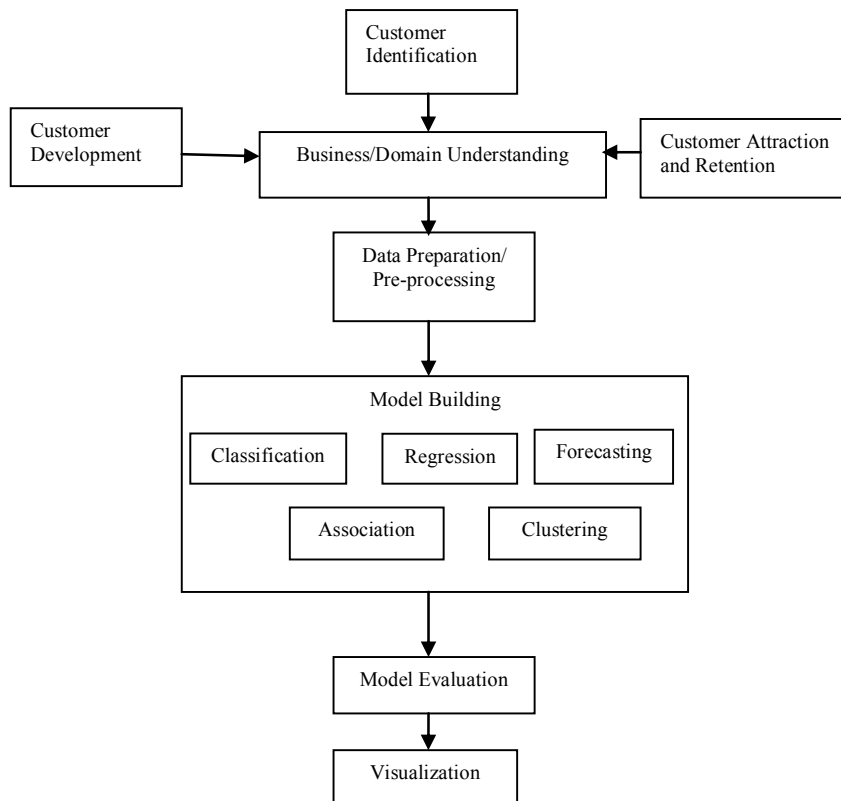 Customer
Identification
Customer
Development
Business/Domain Understanding
Customer Attraction
and Retention
Data Preparation/
Pre-processing
Model Building
Classification
Regression
Forecasting
Association
Clustering
Model Evaluation
Visualization